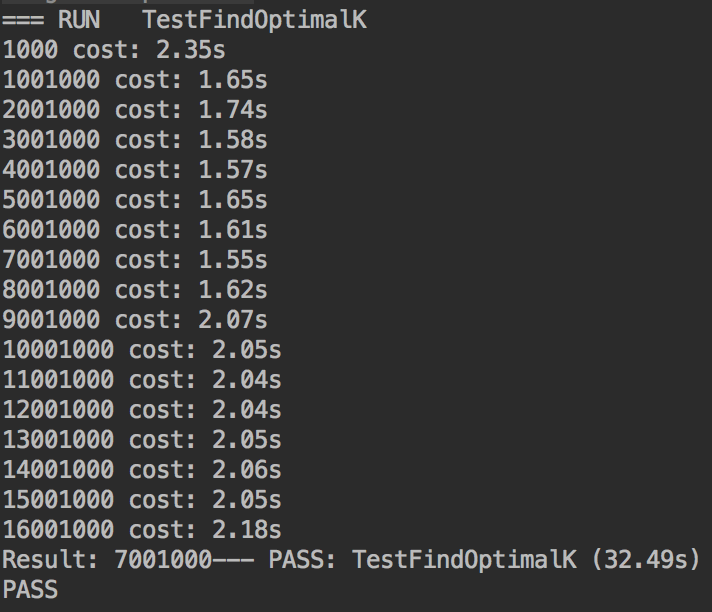 === RUN   TestFindOptimalK
1000 cost: 2.35s
1001000 cost: 1.65s
2001000 cost: 1.74s
3001000 cost: 1.58s
4001000 cost: 1.57s
5001000 cost: 1.65s
6001000 cost: 1.61s
7001000 cost: 1.55s
8001000 cost: 1.62s
9001000 cost: 2.07s
10001000 cost: 2.05s
11001000 cost: 2.04s
12001000 cost: 2.04s
13001000 cost: 2.05s
14001000 cost: 2.06s
15001000 cost: 2.05s
16001000 cost: 2.18s
Result: 7001000--- PASS: TestFindOptimalK (32.49s)
PASS